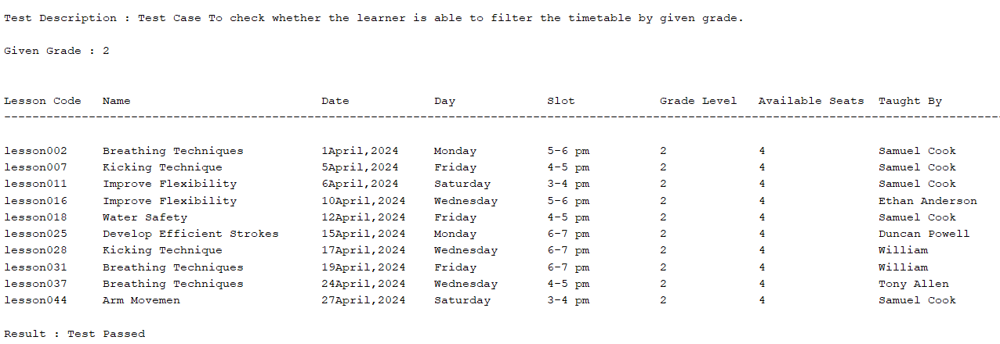 Test Description : Test Case To check whether the learner is able to filter the timetable by given grade.
Given Grade : 2
Lesson Code Name Date Day Slot Grade Level Available Seats Taught By
--------------------------------------------------------------------------------------------------------------------------------------------
lesson002 Breathing Techniques 1April,2024 Monday 5-6 pm 2 4 Samuel Cook
lesson007 Kicking Technique 5April,2024 Friday 4-5 pm 2 4 Samuel Cook
lesson011 Improve Flexibility 6April,2024 Saturday 3-4 pm 2 4 Samuel Cook
lesson016 Improve Flexibility 10April,2024 Wednesday 5-6 pm 2 4 Ethan Anderson
lesson018 Water Safety 12April,2024 Friday 4-5 pm 2 4 Samuel Cook
lesson025 Develop Efficient Strokes 15April,2024 Monday 6-7 pm 2 4 Duncan Powell
lesson028 Kicking Technique 17April,2024 Wednesday 6-7 pm 2 4 William
lesson031 Breathing Techniques 19April,2024 Friday 6-7 pm 2 4 William
lesson037 Breathing Techniques 24April,2024 Wednesday 4-5 pm 2 4 Tony Allen
lesson044 Arm Movemen 27April,2024 Saturday 3-4 pm 2 4 Samuel Cook
Result : Test Passed